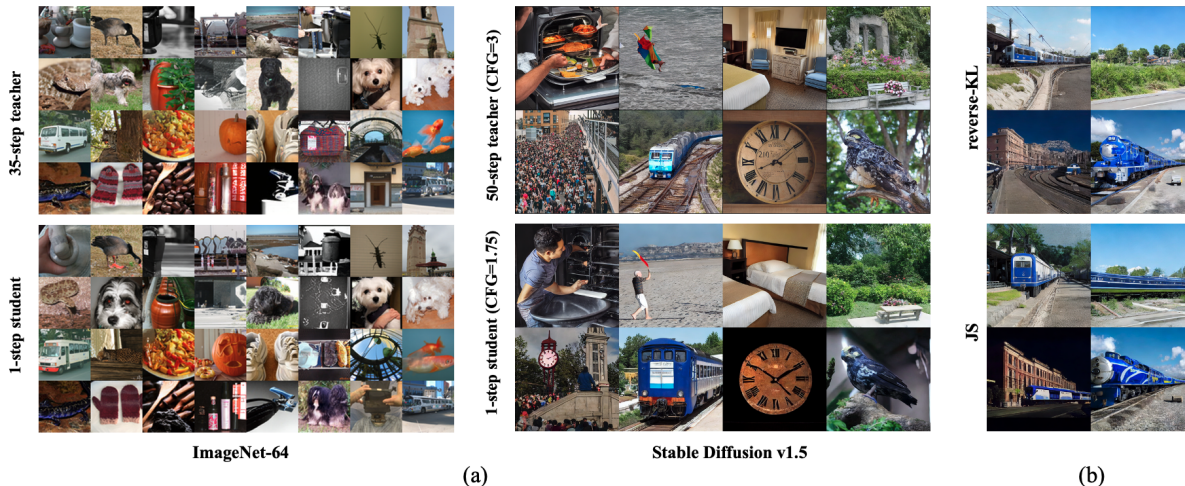 35-step teacher
1-step student
ImageNet-64
50-step teacher (CFG=3)
1-step student (CFG=1.75)
Stable Diffusion v1.5
(a)
reverse-KL
JS
(b)